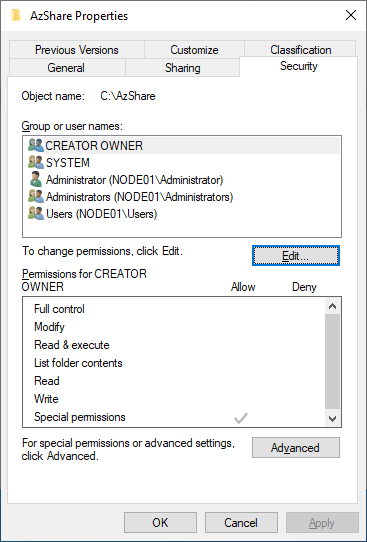 AzShare Properties
Previous Versions Customize Classification
General Sharing Security
Object name: C:\AzShare
Group or user names:
CREATOR OWNER
SYSTEM
Administrator (NODE01\Administrator)
Administrators (NODE01\Administrators)
Users (NODE01\Users)
To change permissions, click Edit.
Edit...
Permissions for CREATOR
OWNER Allow Deny
Full control
Modify
Read & execute
List folder contents
Read
Write
Special permissions
For special permissions or advanced settings,
click Advanced.
Advanced
OK Cancel Apply